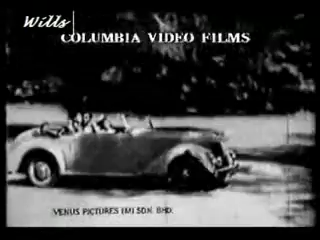 Wills
COLUMBIA VIDEO FILMS
VENUS PICTURES (M) SDN. BHD.